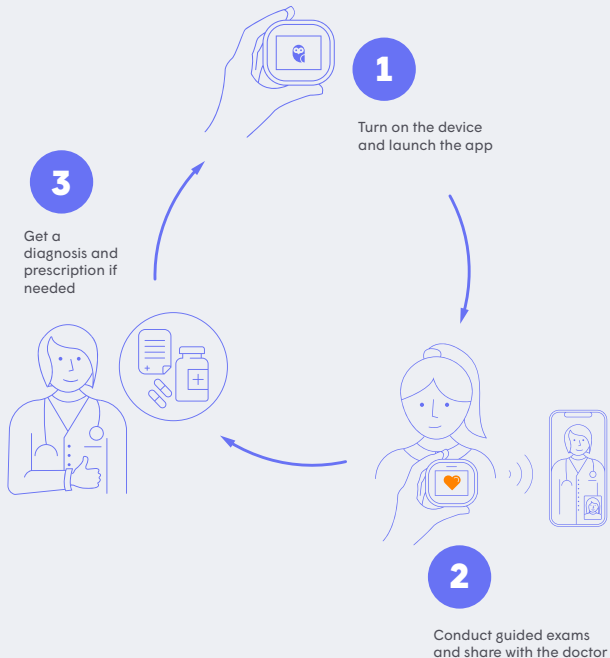 1
Turn on the device
and launch the app
3
Get a
diagnosis and
prescription if
needed
2
Conduct guided exams
and share with the doctor